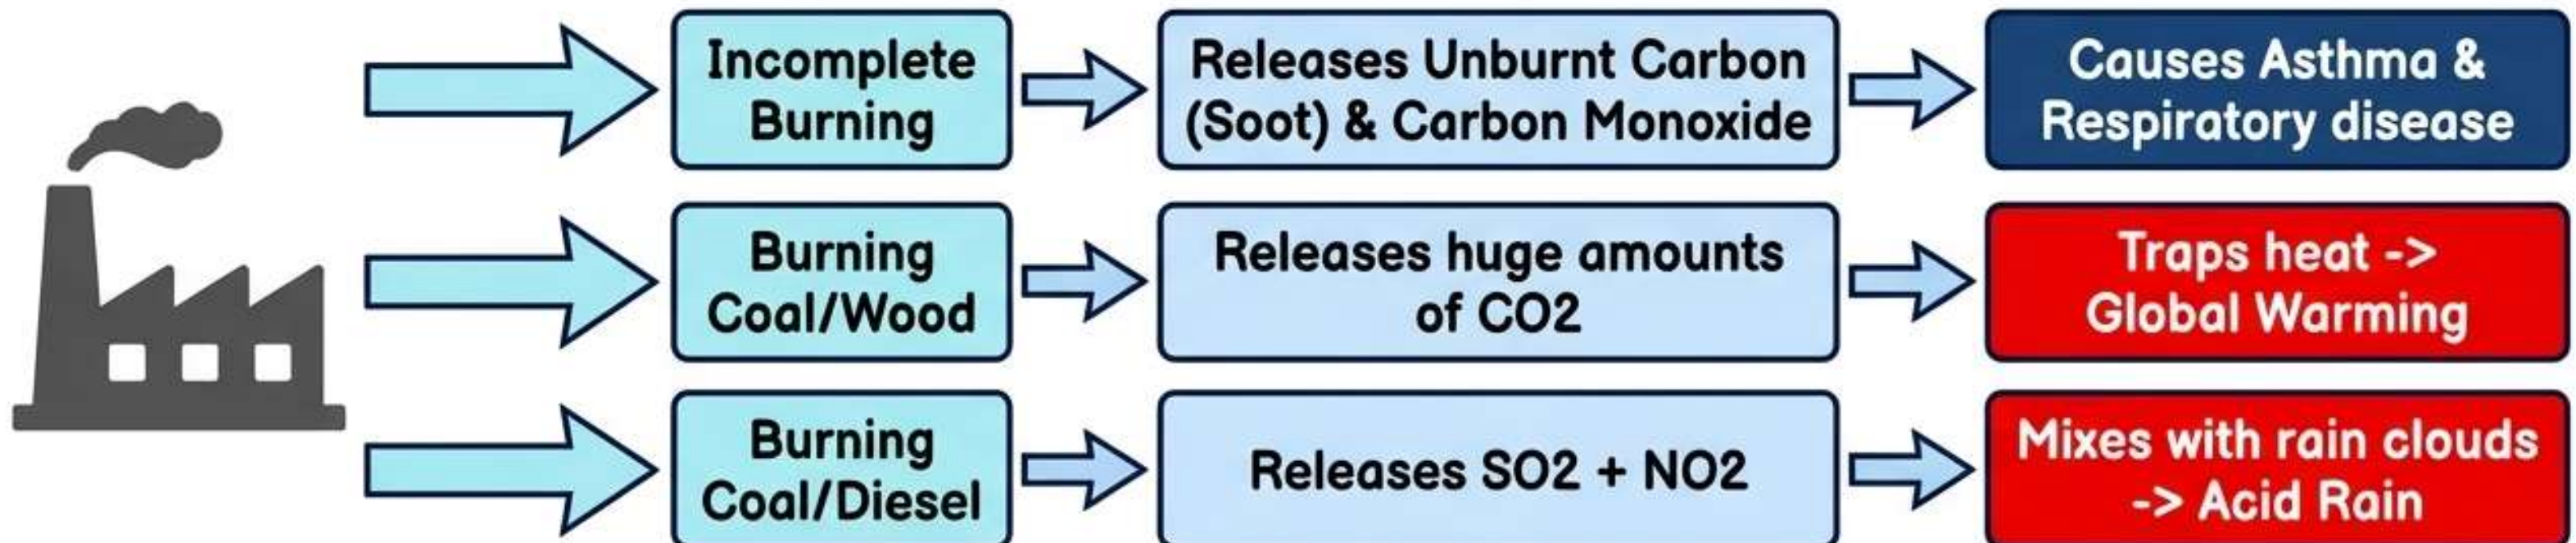 Incomplete
Burning
Releases Unburnt Carbon
(Soot) & Carbon Monoxide
Causes Asthma &
Respiratory disease
Burning
Coal/Wood
Releases huge amounts
of CO2
Traps heat ->
Global Warming
Burning
Coal/Diesel
Releases SO2 + NO2
Mixes with rain clouds
-> Acid Rain